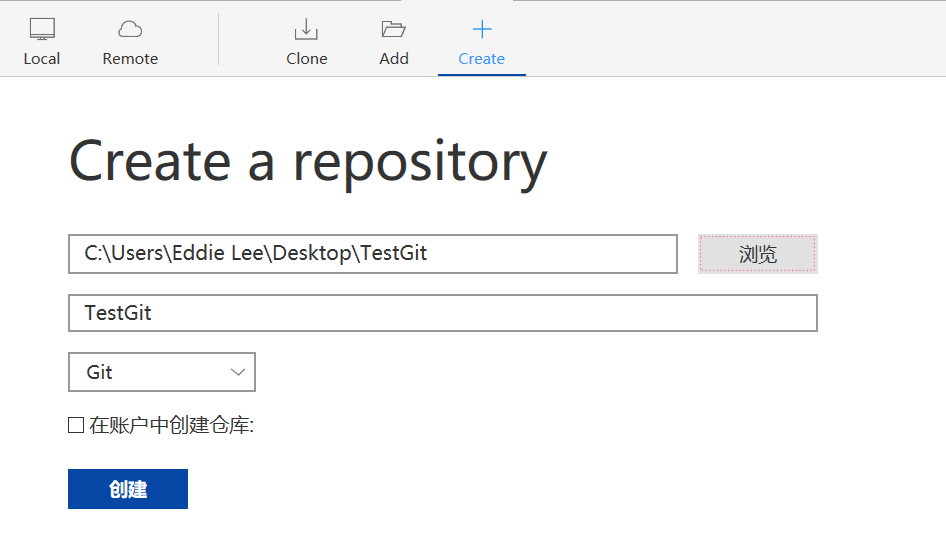 Local Remote Clone Add Create
Create a repository
C:\Users\Eddie Lee\Desktop\TestGit 浏览
TestGit
Git
在账户中创建仓库:
创建